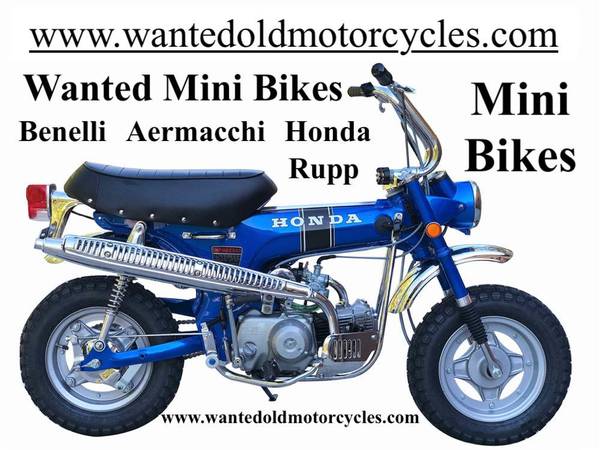 www.wantedoldmotorcycles.com
Wanted Mini Bikes
Benelli Aermacchi Honda
Rupp
Mini
Bikes
HONDA
www.wantedoldmotorcycles.com